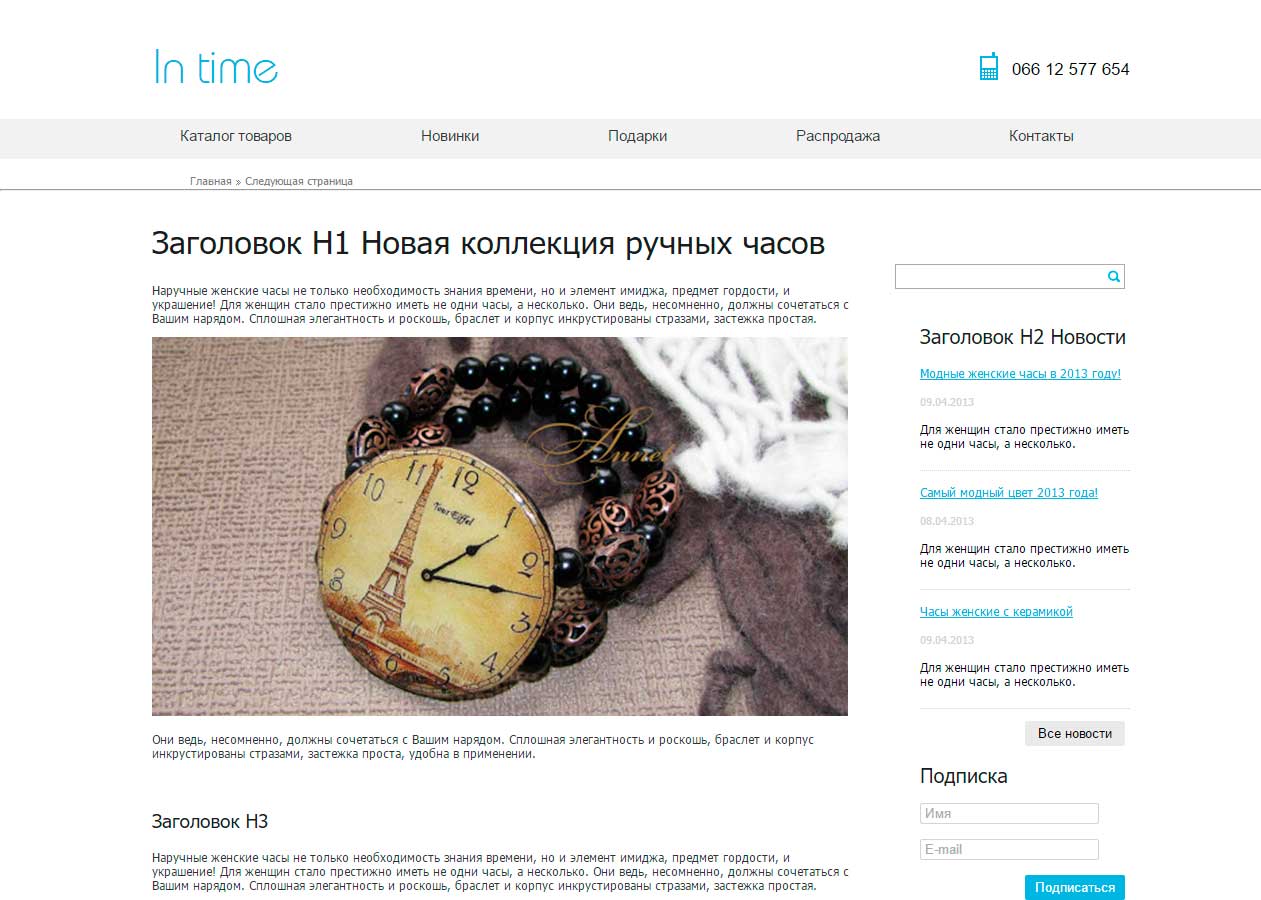 In time
066 12 577 654
Каталог товаров
Новинки
Подарки
Распродажа
Контакты
Главная » Следующая страница
Заголовок H1 Новая коллекция ручных часов
Наручные женские часы не только необходимость знания времени, но и элемент имиджа, предмет гордости, и
украшение! Для женщин стало престижно иметь не одни часы, а несколько. Они ведь, несомненно, должны сочетаться с
Вашим нарядом. Сплошная элегантность и роскошь, браслет и корпус инкрустированы стразами, застежка простая.
Annet
12
1
2
3
4
5
6
8
9
10
11
Tour Eiffel
Они ведь, несомненно, должны сочетаться с Вашим нарядом. Сплошная элегантность и роскошь, браслет и корпус
инкрустированы стразами, застежка проста, удобна в применении.
Заголовок H3
Наручные женские часы не только необходимость знания времени, но и элемент имиджа, предмет гордости, и
украшение! Для женщин стало престижно иметь не одни часы, а несколько. Они ведь, несомненно, должны сочетаться с
Вашим нарядом. Сплошная элегантность и роскошь, браслет и корпус инкрустированы стразами, застежка простая.
Заголовок H2 Новости
Модные женские часы в 2013 году!
09.04.2013
Для женщин стало престижно иметь
не одни часы, а несколько.
Самый модный цвет 2013 года!
08.04.2013
Для женщин стало престижно иметь
не одни часы, а несколько.
Часы женские с керамикой
09.04.2013
Для женщин стало престижно иметь
не одни часы, а несколько.
Все новости
Подписка
Имя
E-mail
Подписаться